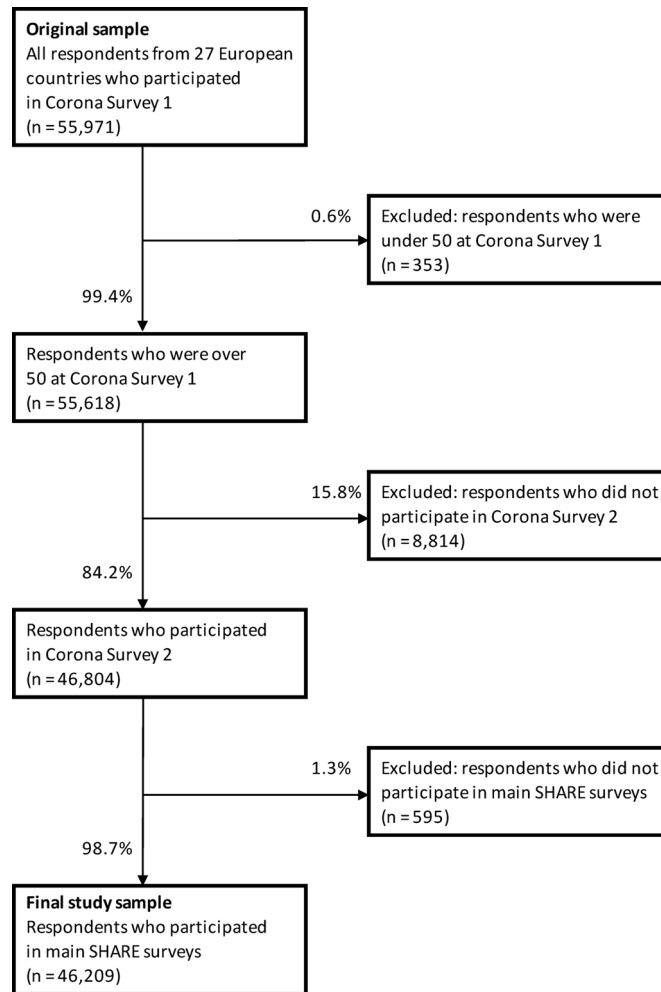 Original sample
All respondents from 27 European
countries who participated
in Corona Survey 1
(n = 55,971)
0.6%
Excluded: respondents who were
under 50 at Corona Survey 1
(n = 353)
99.4%
Respondents who were over
50 at Corona Survey 1
(n = 55,618)
15.8%
Excluded: respondents who did not
participate in Corona Survey 2
(n = 8,814)
84.2%
Respondents who participated
in Corona Survey 2
(n = 46,804)
1.3%
Excluded: respondents who did not
participate in main SHARE surveys
(n = 595)
98.7%
Final study sample
Respondents who participated
in main SHARE surveys
(n = 46,209)